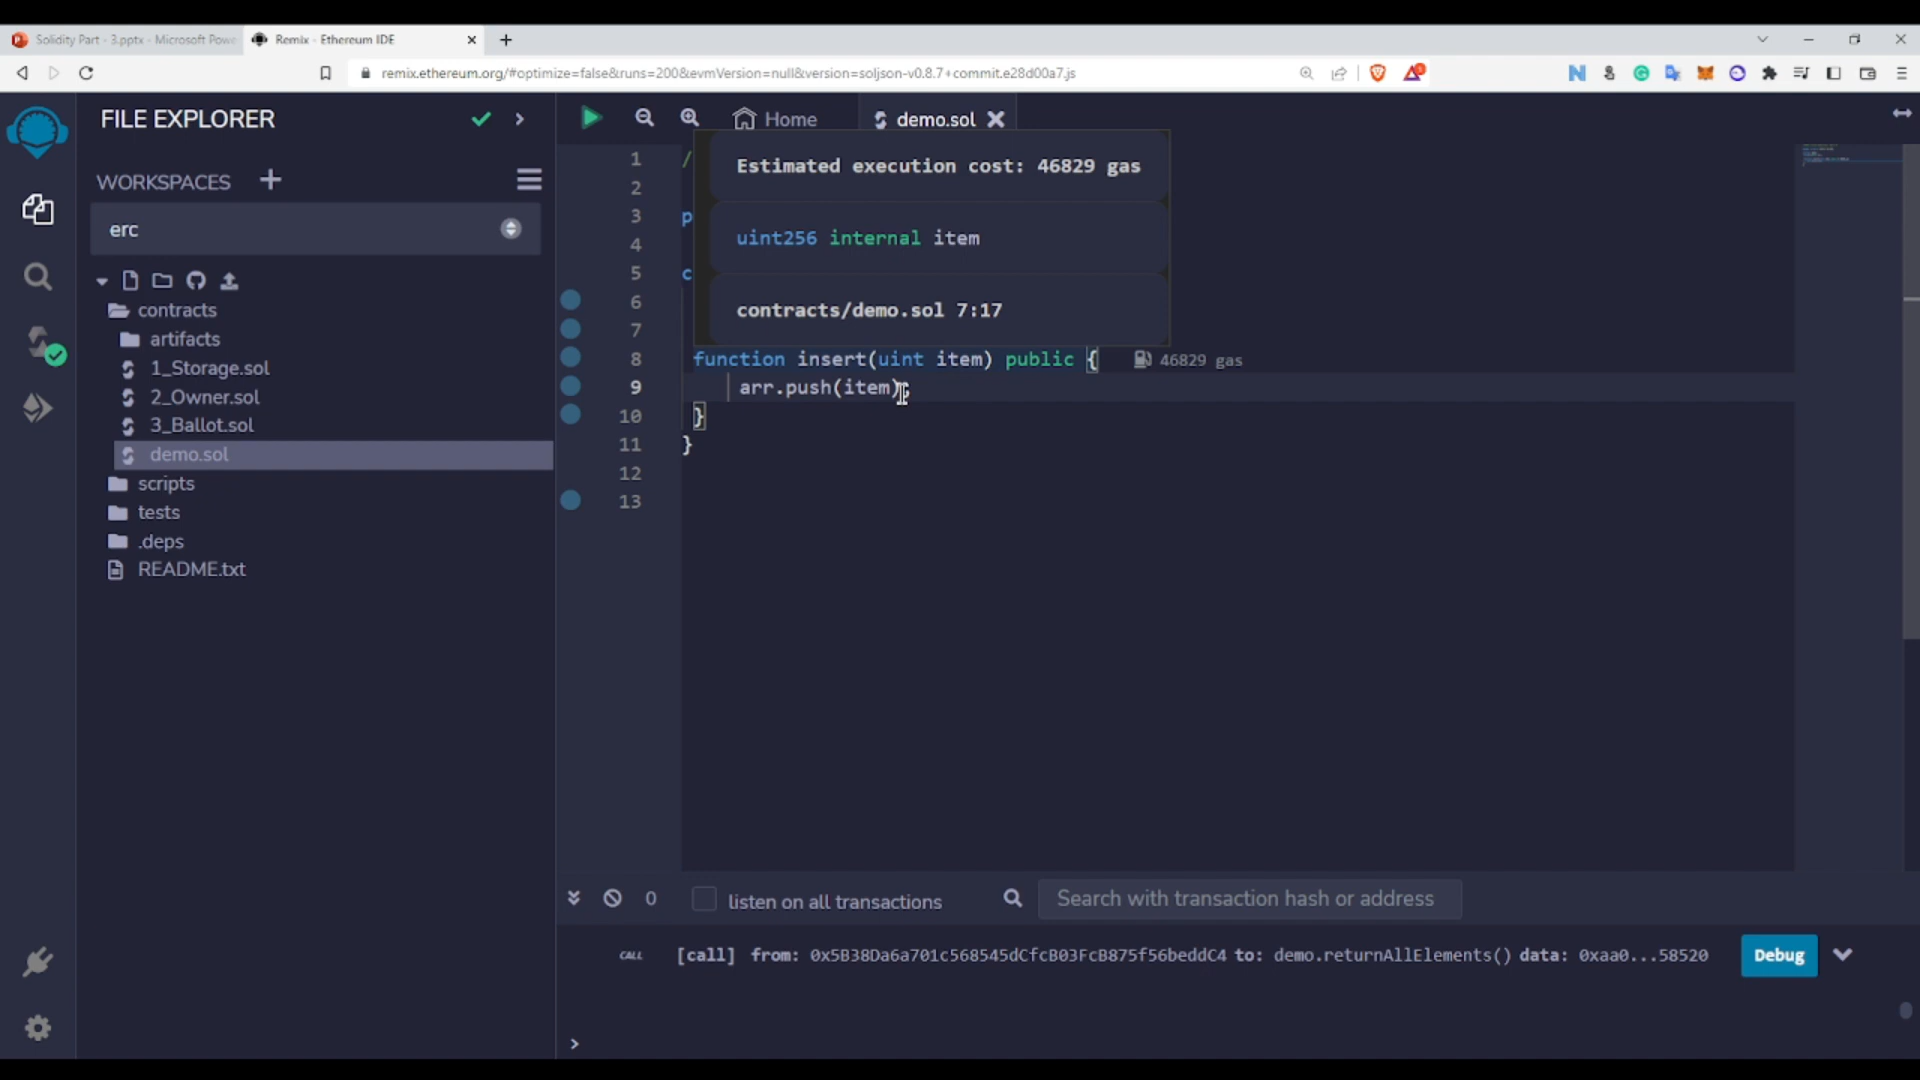 Solidity Part - 3.pptx - Microsoft Powe
Remix - Ethereum IDE
remix.ethereum.org/#optimize=false&runs=200&evmVersion=null&version=soljson-v0.8.7+commit.e28d00a7.js
FILE EXPLORER
WORKSPACES
erc
contracts
artifacts
1_Storage.sol
2_Owner.sol
3_Ballot.sol
demo.sol
scripts
tests
.deps
README.txt
Home
demo.sol
1 /
2
3 p
4
5 c
6
7
Estimated execution cost: 46829 gas
uint256 internal item
contracts/demo.sol 7:17
8 function insert(uint item) public { 46829 gas
9 arr.push(item);
10 }
11 }
12
13
0 listen on all transactions Search with transaction hash or address
CALL [call] from: 0x5B38Da6a701c568545dCfcB03FcB875f56beddC4 to: demo.returnAllElements() data: 0xaa0...58520 Debug
>